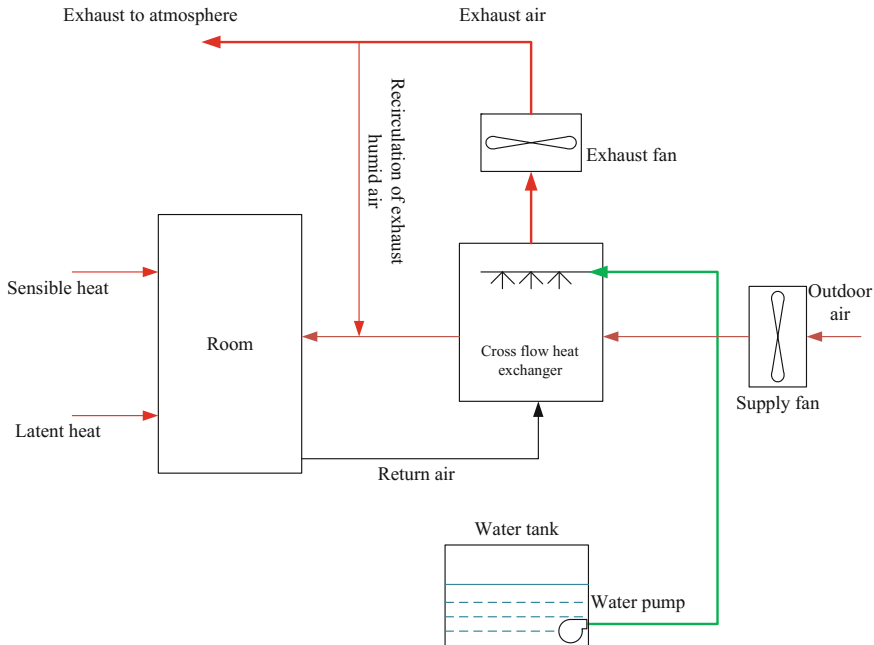 Exhaust to atmosphere
Exhaust air
Recirculation of exhaust
humid air
Exhaust fan
Sensible heat
Room
Cross flow heat
exchanger
Outdoor
air
Supply fan
Latent heat
Return air
Water tank
Water pump